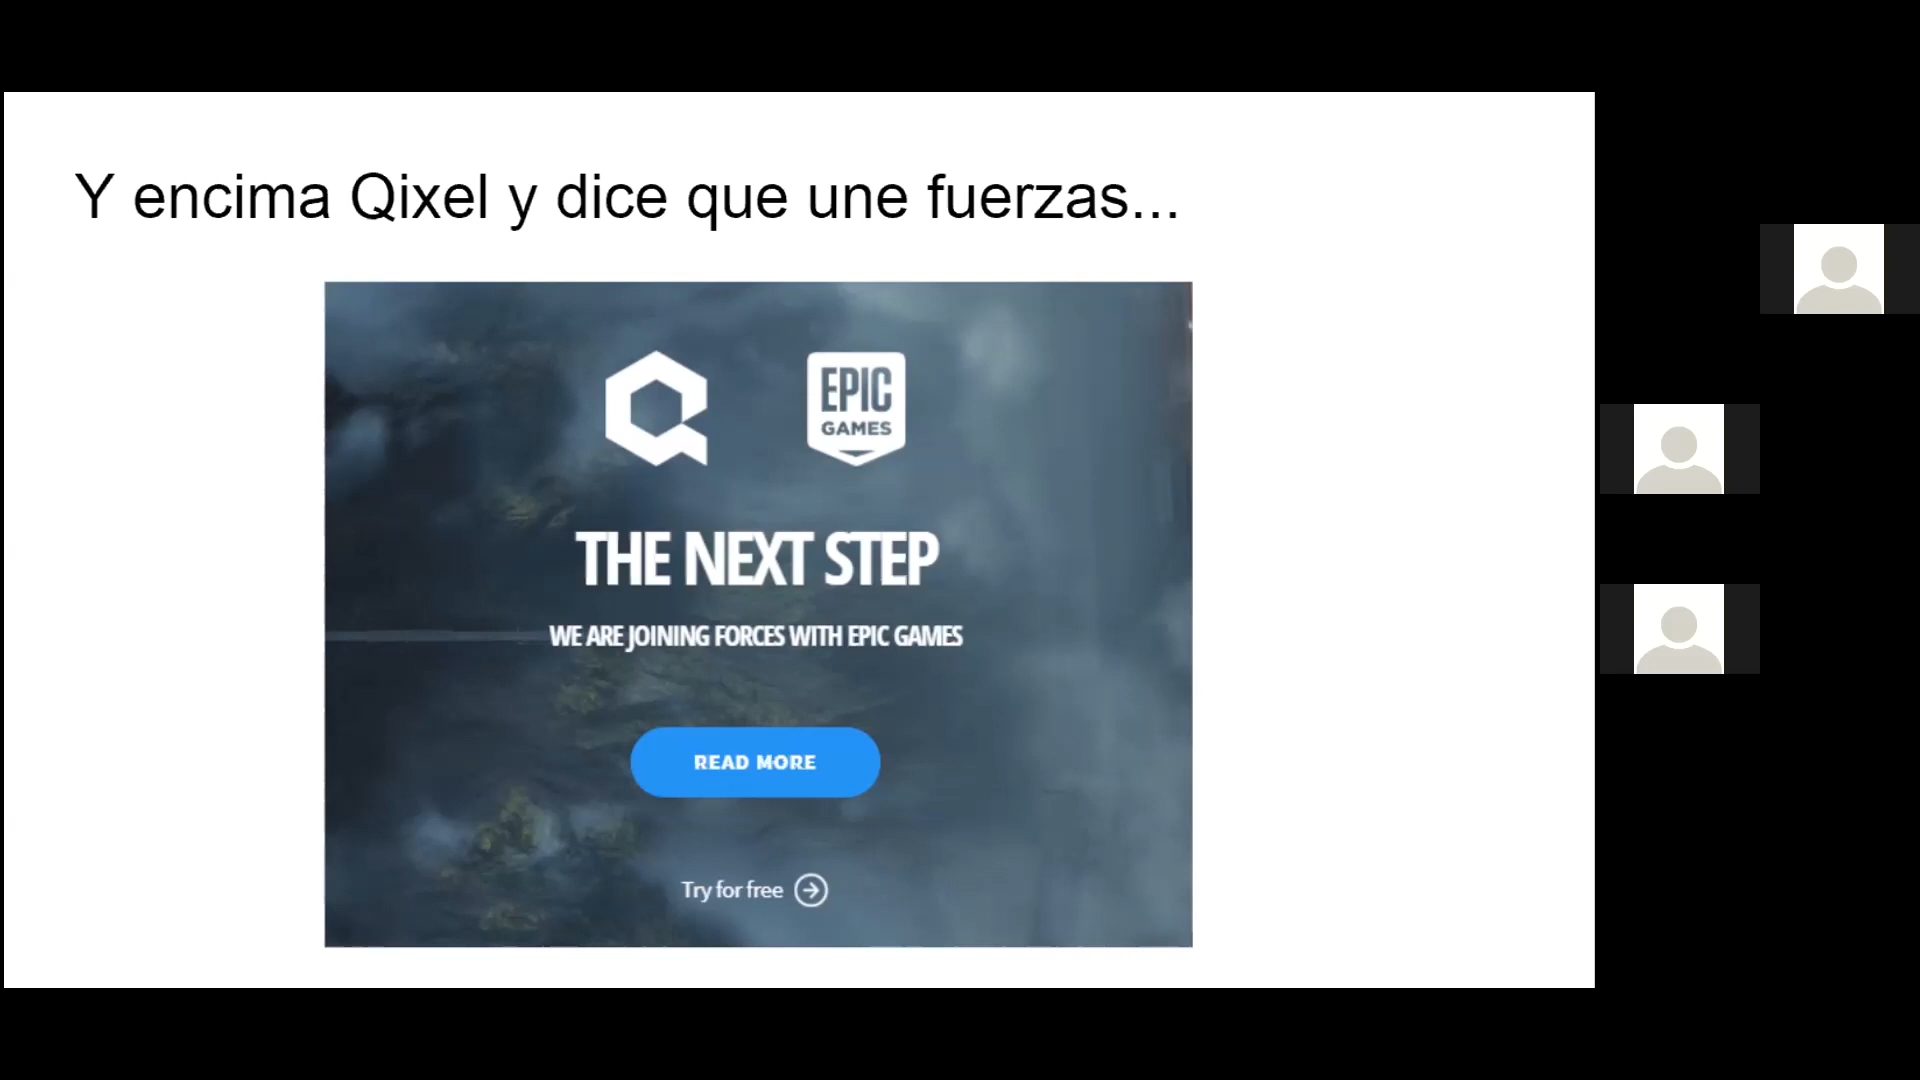 Y encima Qixel y dice que une fuerzas...
EPIC
GAMES
THE NEXT STEP
WE ARE JOINING FORCES WITH EPIC GAMES
READ MORE
Try for free